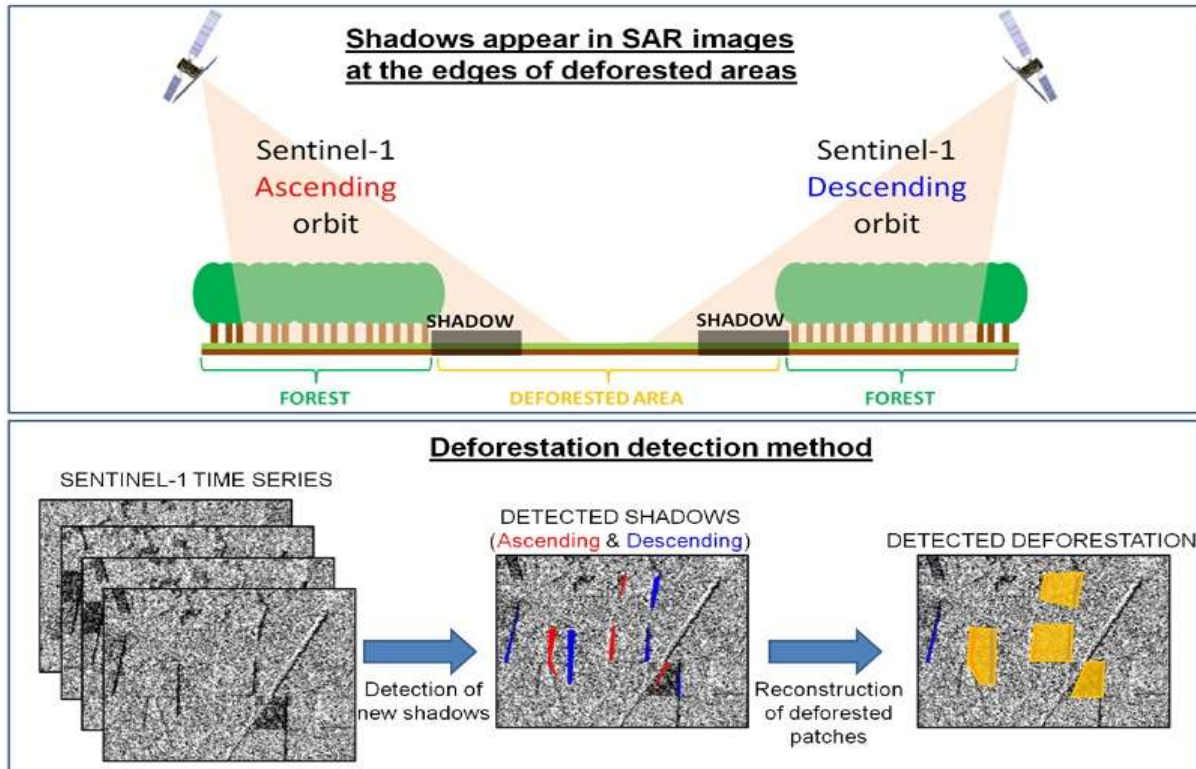 Shadows appear in SAR images
at the edges of deforested areas
Sentinel-1
Ascending
orbit
Sentinel-1
Descending
orbit
SHADOW
SHADOW
FOREST
DEFORESTED AREA
FOREST
Deforestation detection method
SENTINEL-1 TIME SERIES
DETECTED SHADOWS
(Ascending & Descending)
DETECTED DEFORESTATION
Detection of
new shadows
Reconstruction
of deforested
patches